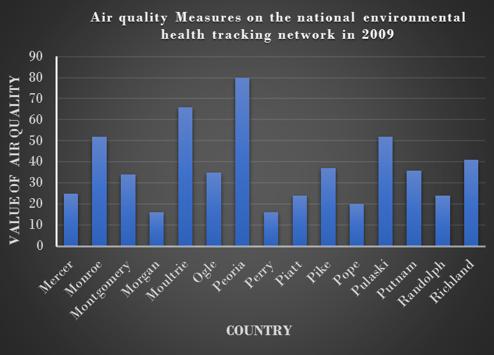 Air quality Measures on the national environmental
health tracking network in 2009
VALUE OF AIR QUALITY
90
80
70
60
50
40
30
20
10
0
Mercer
Monroe
Montgomery
Morgan
Moultrie
Ogle
Peoria
Perry
Piatt
Pike
Pope
Pulaski
Putnam
Randolph
Richland
COUNTRY